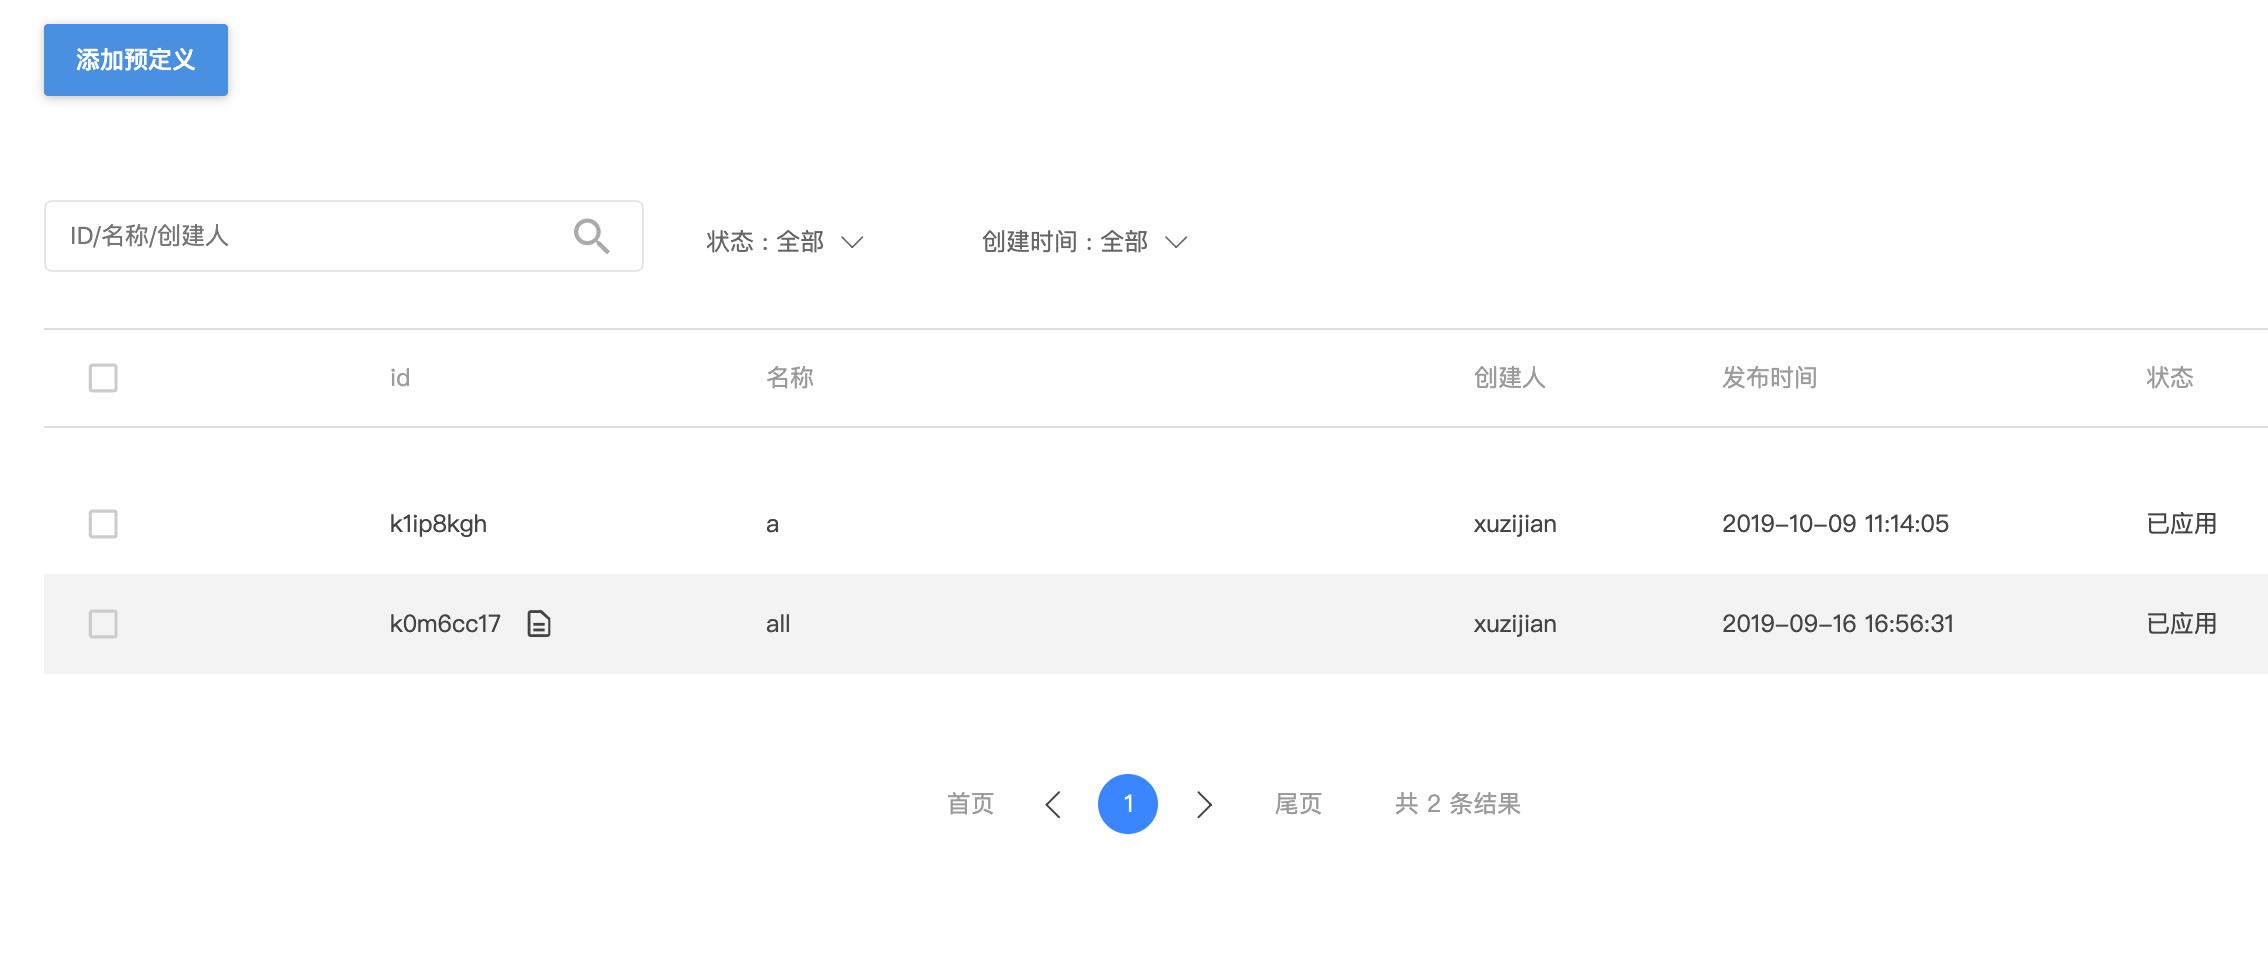 添加预定义
ID/名称/创建人 状态：全部 创建时间：全部
id 名称 创建人 发布时间 状态
k1ip8kgh a xuzijian 2019-10-09 11:14:05 已应用
k0m6cc17 all xuzijian 2019-09-16 16:56:31 已应用
首页 1 尾页 共 2 条结果